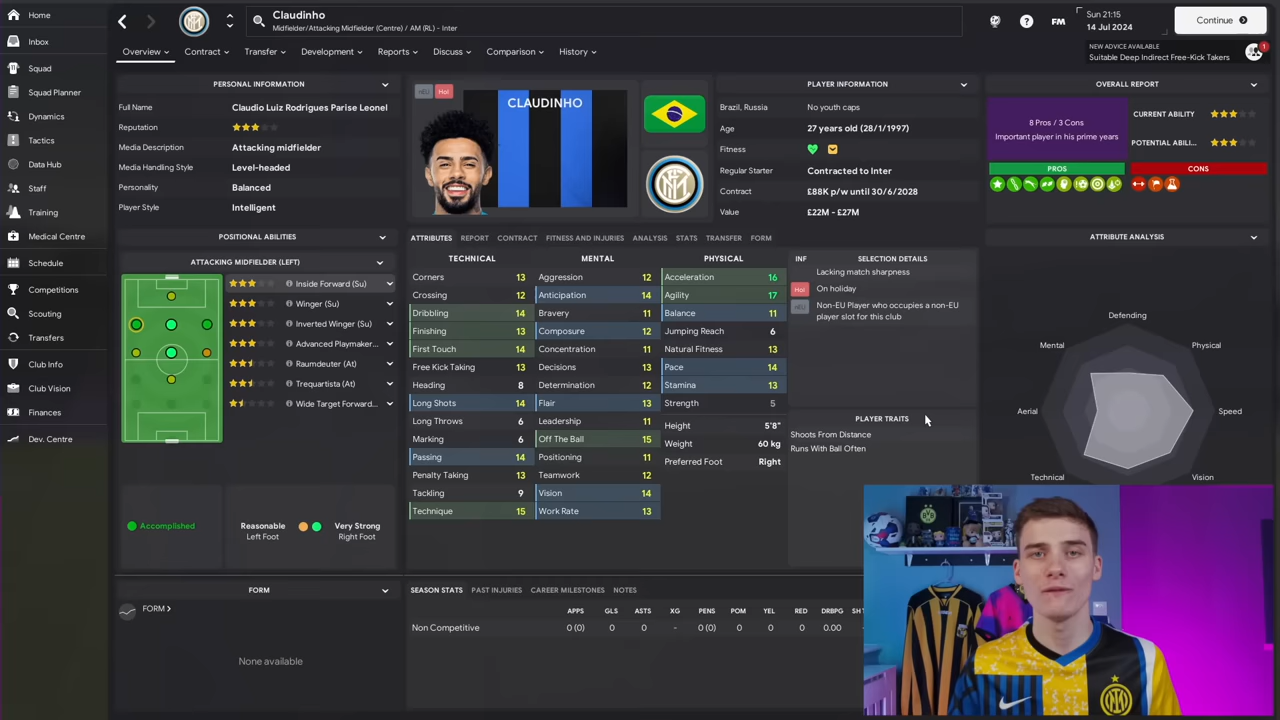 Home
Inbox
Squad
Squad Planner
Dynamics
Tactics
Data Hub
Staff
Training
Medical Centre
Schedule
Competitions
Scouting
Transfers
Club Info
Club Vision
Finances
Dev. Centre
Claudinho
Midfielder/Attacking Midfielder (Centre) / AM (RL) - Inter
FM
Sun 21:15
14 Jul 2024
Continue
Overview
Contract
Transfer
Development
Reports
Discuss
Comparison
History
NEW ADVICE AVAILABLE
Suitable Deep Indirect Free-Kick Takers
1
PERSONAL INFORMATION
Full Name Claudio Luiz Rodrigues Parise Leonel
Reputation
Media Description Attacking midfielder
Media Handling Style Level-headed
Personality Balanced
Player Style Intelligent
Hol
CLAUDINHO
PLAYER INFORMATION
Brazil, Russia No youth caps
Age 27 years old (28/1/1997)
Fitness
Regular Starter Contracted to Inter
Contract £88K p/w until 30/6/2028
Value £22M - £27M
OVERALL REPORT
8 Pros / 3 Cons
Important player in his prime years
CURRENT ABILITY
POTENTIAL ABILI...
PROS
CONS
POSITIONAL ABILITIES
ATTACKING MIDFIELDER (LEFT)
Inside Forward (Su)
Winger (Su)
Inverted Winger (Su)
Advanced Playmaker...
Raumdeuter (At)
Trequartista (At)
Wide Target Forward...
Accomplished
Reasonable
Left Foot
Very Strong
Right Foot
ATTRIBUTES
REPORT
CONTRACT
FITNESS AND INJURIES
ANALYSIS
STATS
TRANSFER
FORM
TECHNICAL
Corners 13
Crossing 12
Dribbling 14
Finishing 13
First Touch 14
Free Kick Taking 13
Heading 8
Long Shots 14
Long Throws 6
Marking 6
Passing 14
Penalty Taking 13
Tackling 9
Technique 15
MENTAL
Aggression 12
Anticipation 14
Bravery 11
Composure 12
Concentration 11
Decisions 13
Determination 12
Flair 13
Leadership 11
Off The Ball 15
Positioning 11
Teamwork 12
Vision 14
Work Rate 13
PHYSICAL
Acceleration 16
Agility 17
Balance 11
Jumping Reach 6
Natural Fitness 13
Pace 14
Stamina 13
Strength 5
Height 5'8"
Weight 60 kg
Preferred Foot Right
INF
SELECTION DETAILS
Lacking match sharpness
Hol On holiday
Non-EU Player who occupies a non-EU
player slot for this club
PLAYER TRAITS
Shoots From Distance
Runs With Ball Often
ATTRIBUTE ANALYSIS
Defending
Mental
Physical
Aerial
Speed
Technical
Vision
FORM
FORM
None available
SEASON STATS
PAST INJURIES
CAREER MILESTONES
NOTES
APPS GLS ASTS XG PENS POM YEL RED DRBPG
Non Competitive 0 (0) 0 0 - 0 (0) 0 0 0 0.00